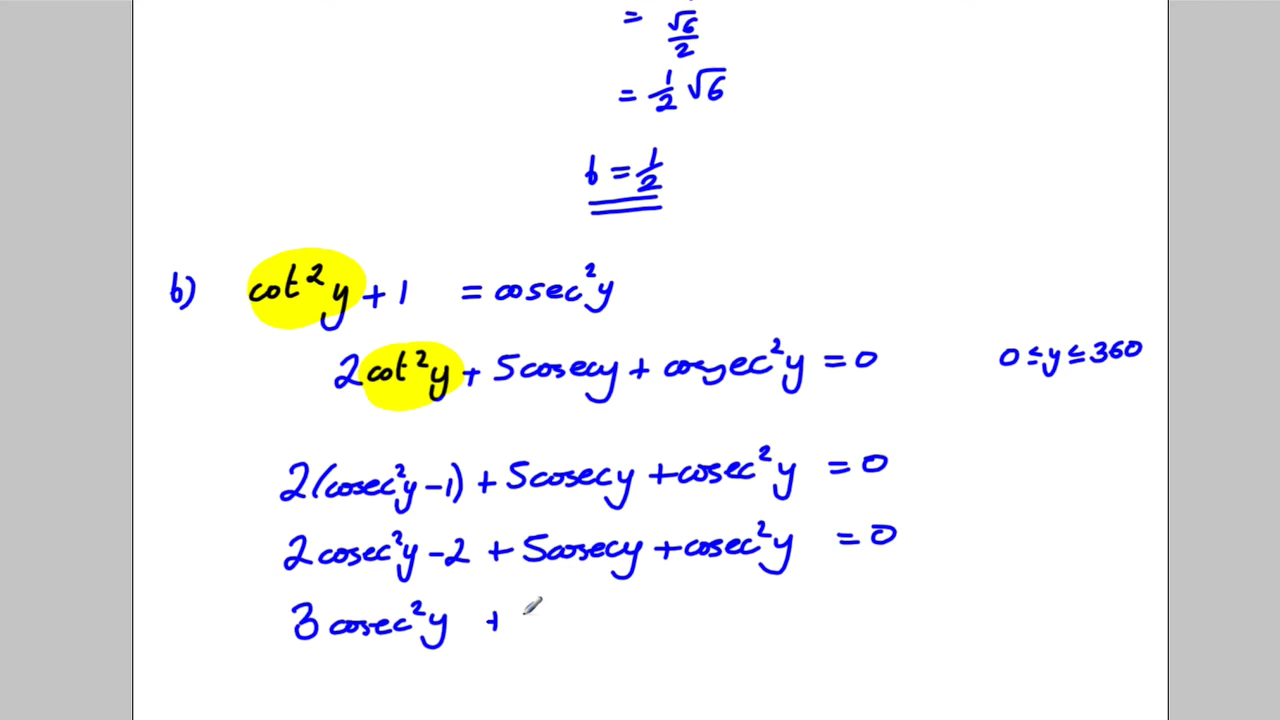 = √6/2
= 1/2 √6
b = 1/2
b) cot²y + 1 = cosec²y
2cot²y + 5cosecy + cosec²y = 0 0 ≤ y ≤ 360
2(cosec²y - 1) + 5cosecy + cosec²y = 0
2cosec²y - 2 + 5cosecy + cosec²y = 0
3cosec²y +